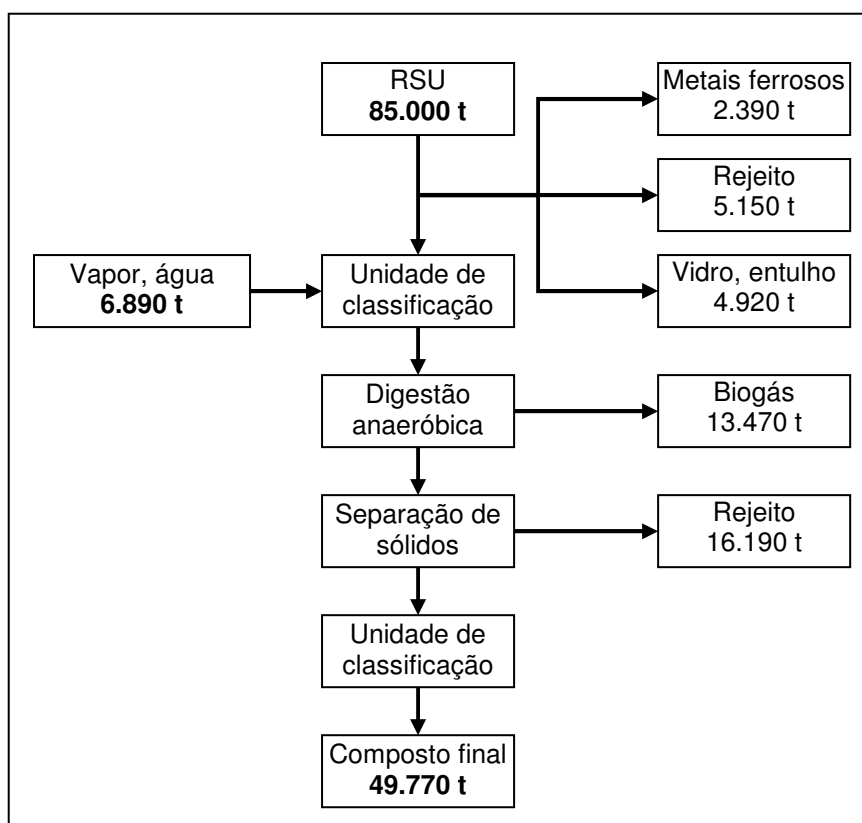 RSU
85.000 t
Metais ferrosos
2.390 t
Rejeito
5.150 t
Vapor, água
6.890 t
Unidade de
classificação
Vidro, entulho
4.920 t
Digestão
anaeróbica
Biogás
13.470 t
Separação de
sólidos
Rejeito
16.190 t
Unidade de
classificação
Composto final
49.770 t